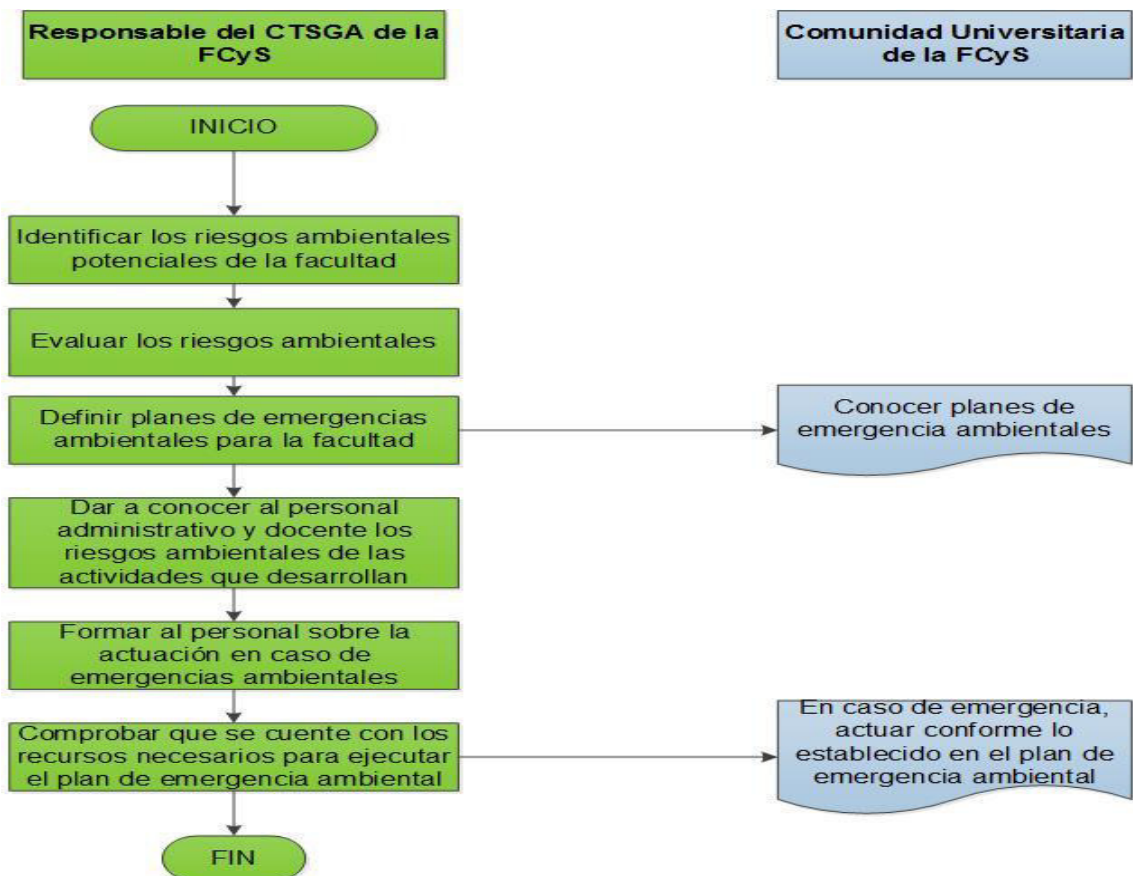 Responsable del CTSGA de la
FCyS
Comunidad Universitaria
de la FCyS
INICIO
Identificar los riesgos ambientales
potenciales de la facultad
Evaluar los riesgos ambientales
Definir planes de emergencias
ambientales para la facultad
Conocer planes de
emergencia ambientales
Dar a conocer al personal
administrativo y docente los
riesgos ambientales de las
actividades que desarrollan
Formar al personal sobre la
actuación en caso de
emergencias ambientales
Comprobar que se cuente con los
recursos necesarios para ejecutar
el plan de emergencia ambiental
En caso de emergencia,
actuar conforme lo
establecido en el plan de
emergencia ambiental
FIN